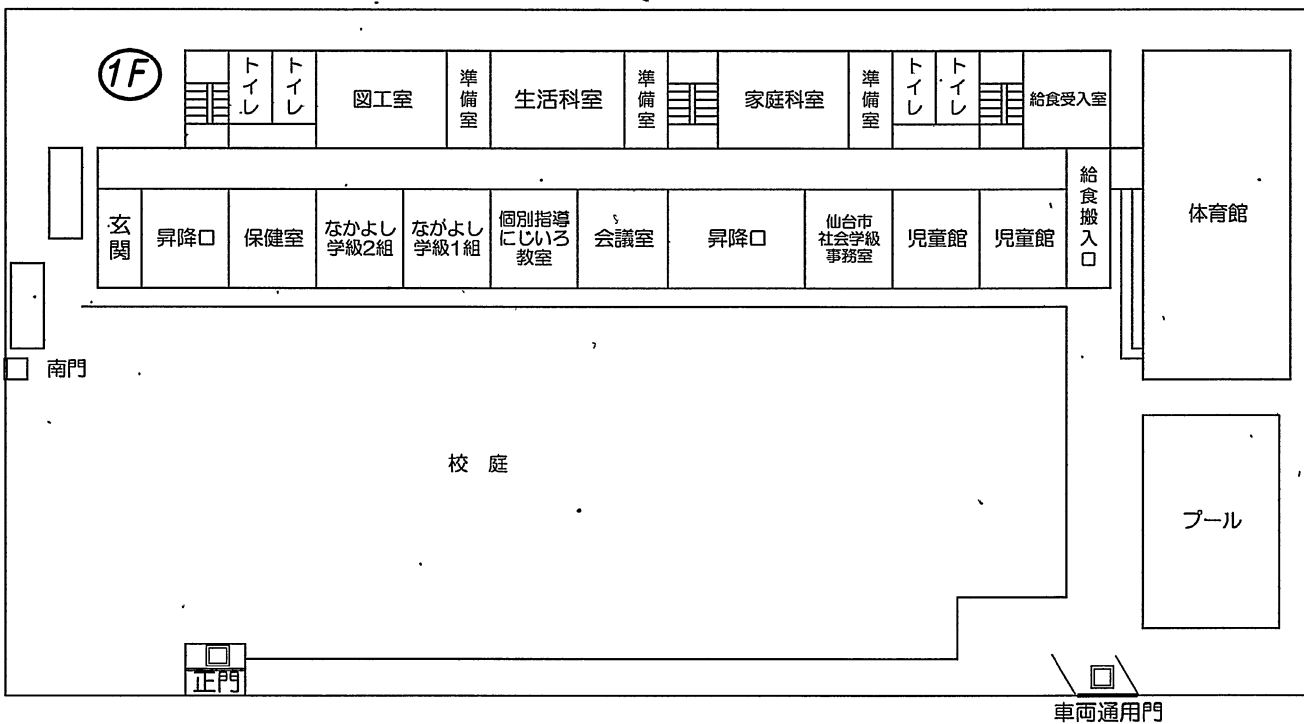 1F
トイレ
トイレ
図工室
準備室
生活科室
準備室
家庭科室
準備室
トイレ
トイレ
給食受入室
玄関
昇降口
保健室
なかよし
学級2組
ながよし
学級1組
個別指導
にじいろ
教室
会議室
昇降口
仙台市
社会学級
事務室
児童館
児童館
給食搬入口
体育館
南門
校庭
プール
正門
車両通用門